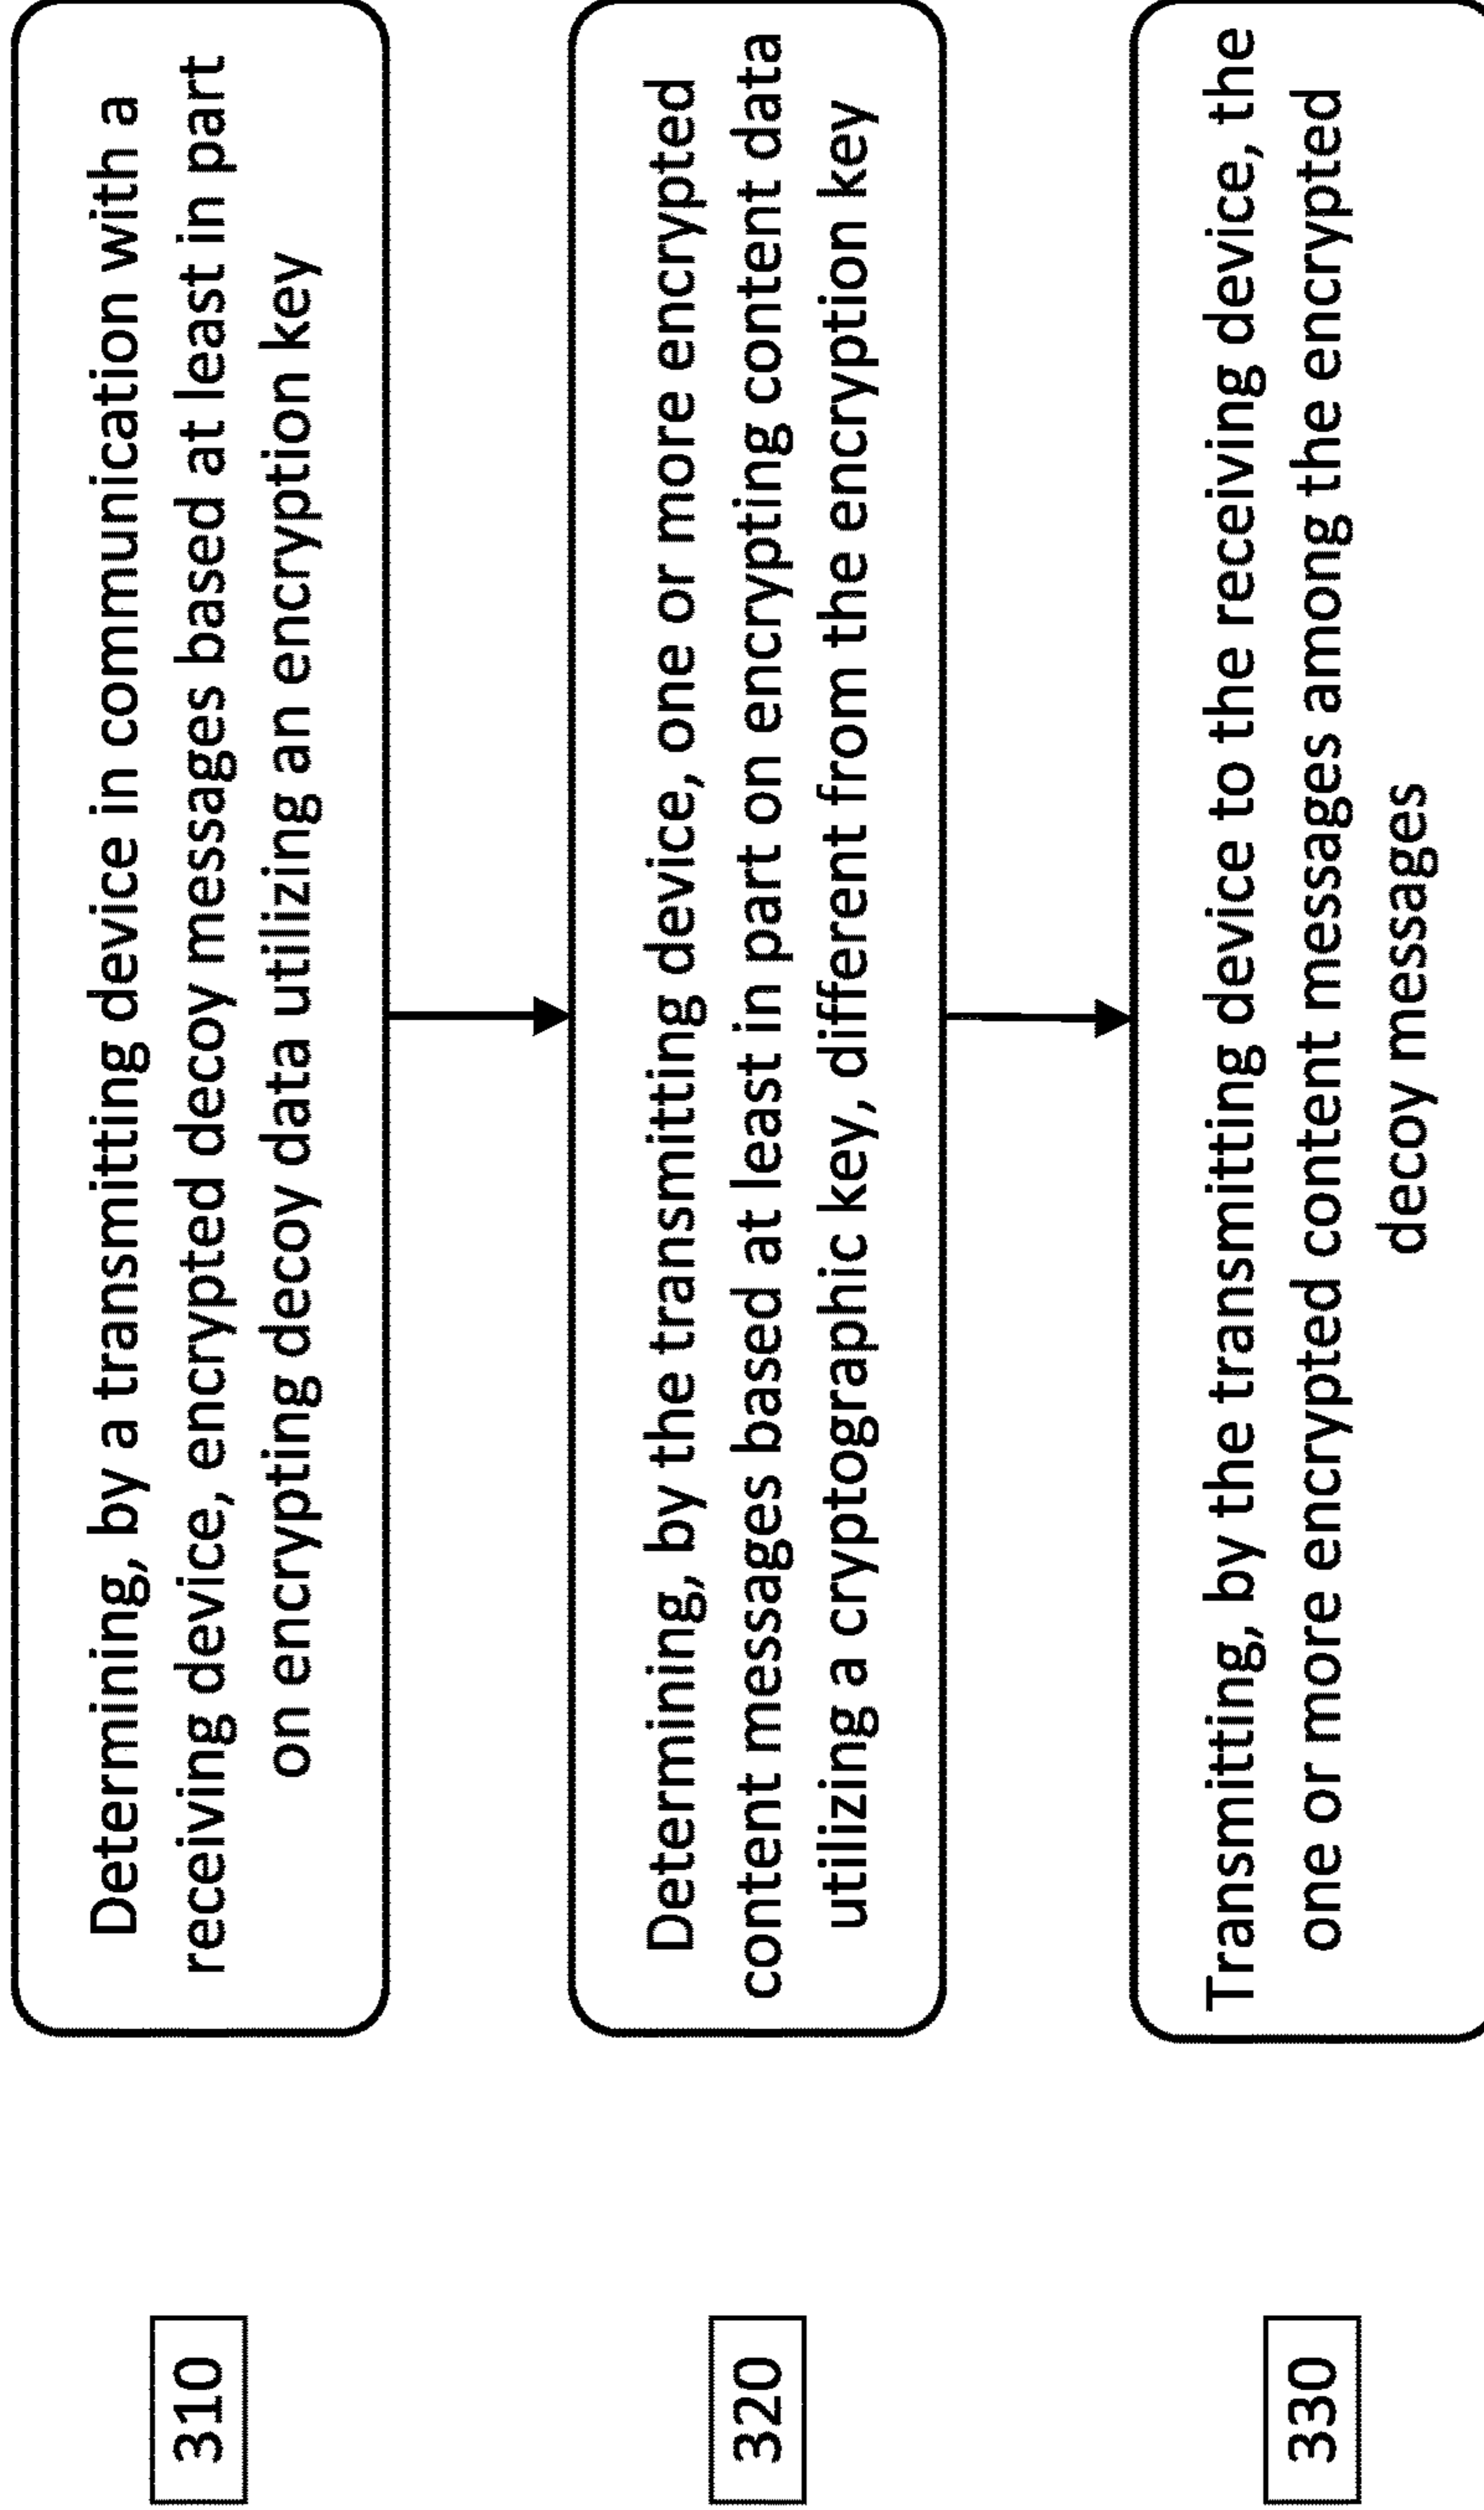 310
Determining, by a transmitting device in communication with a
receiving device, encrypted decoy messages based at least in part
on encrypting decoy data utilizing an encryption key
320
Determining, by the transmitting device, one or more encrypted
content messages based at least in part on encrypting content data
utilizing a cryptographic key, different from the encryption key
330
Transmitting, by the transmitting device to the receiving device, the
one or more encrypted content messages among the encrypted
decoy messages